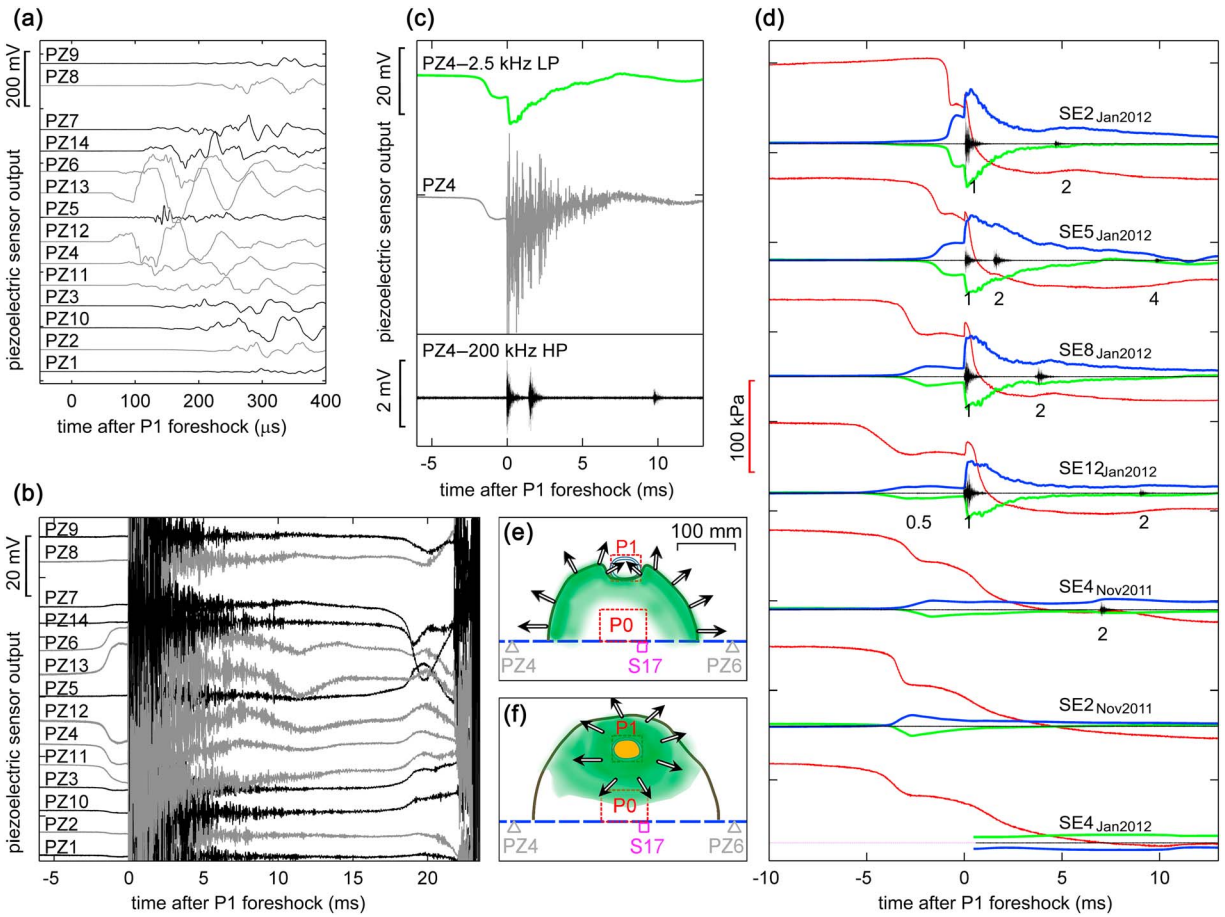 (a)
PZ9
PZ8
PZ7
PZ14
PZ6
PZ13
PZ5
PZ12
PZ4
PZ11
PZ3
PZ10
PZ2
PZ1
200 mV
piezoelectric sensor output
0 100 200 300 400
time after P1 foreshock (μs)
(b)
PZ9
PZ8
PZ7
PZ14
PZ6
PZ13
PZ5
PZ12
PZ4
PZ11
PZ3
PZ10
PZ2
PZ1
20 mV
piezoelectric sensor output
-5 0 5 10 15 20
time after P1 foreshock (ms)
(c)
PZ4–2.5 kHz LP
20 mV
PZ4
piezoelectric sensor output
PZ4–200 kHz HP
2 mV
-5 0 5 10
time after P1 foreshock (ms)
(e)
P1
100 mm
P0
PZ4
S17
PZ6
(f)
P1
P0
PZ4
S17
PZ6
(d)
SE2Jan2012
1 2
SE5Jan2012
1 2 4
SE8Jan2012
1 2
100 kPa
SE12Jan2012
0.5 1 2
SE4Nov2011
2
SE2Nov2011
SE4Jan2012
-10 -5 0 5 10
time after P1 foreshock (ms)